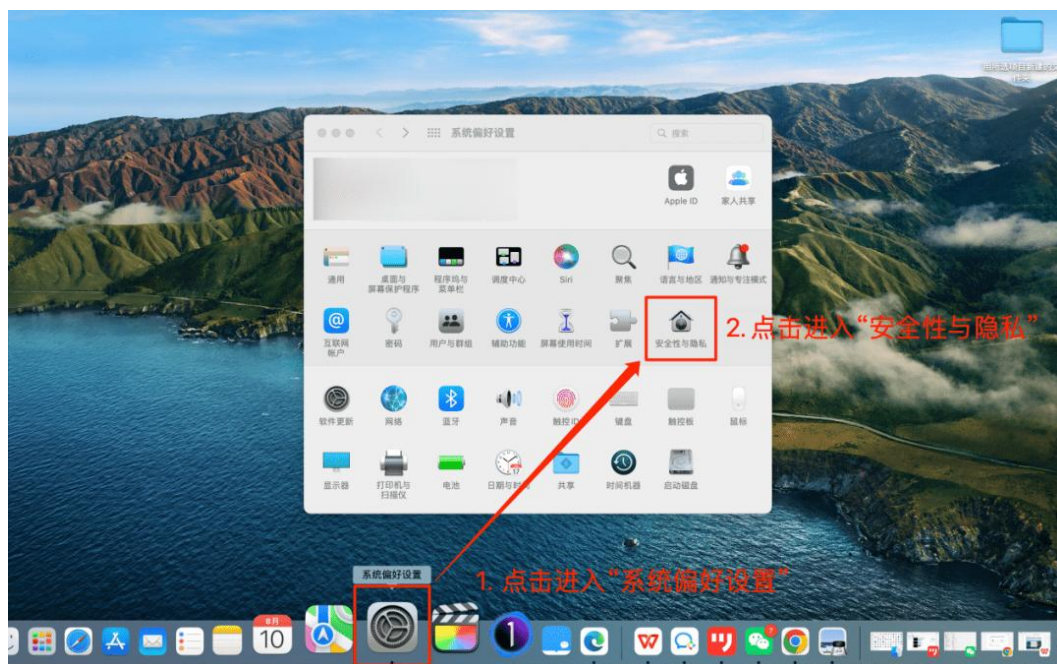 系统偏好设置
搜索
Apple ID
家人共享
通用
桌面与
屏幕保护程序
程序坞与
菜单栏
调度中心
Siri
聚焦
语言与地区
通知与专注模式
互联网
帐户
密码
用户与群组
辅助功能
屏幕使用时间
扩展
安全性与隐私
2. 点击进入“安全性与隐私”
软件更新
网络
蓝牙
声音
触控ID
键盘
触控板
鼠标
显示器
打印机与
扫描仪
电池
日期与时间
共享
时间机器
启动磁盘
系统偏好设置
1. 点击进入“系统偏好设置”
8月
10